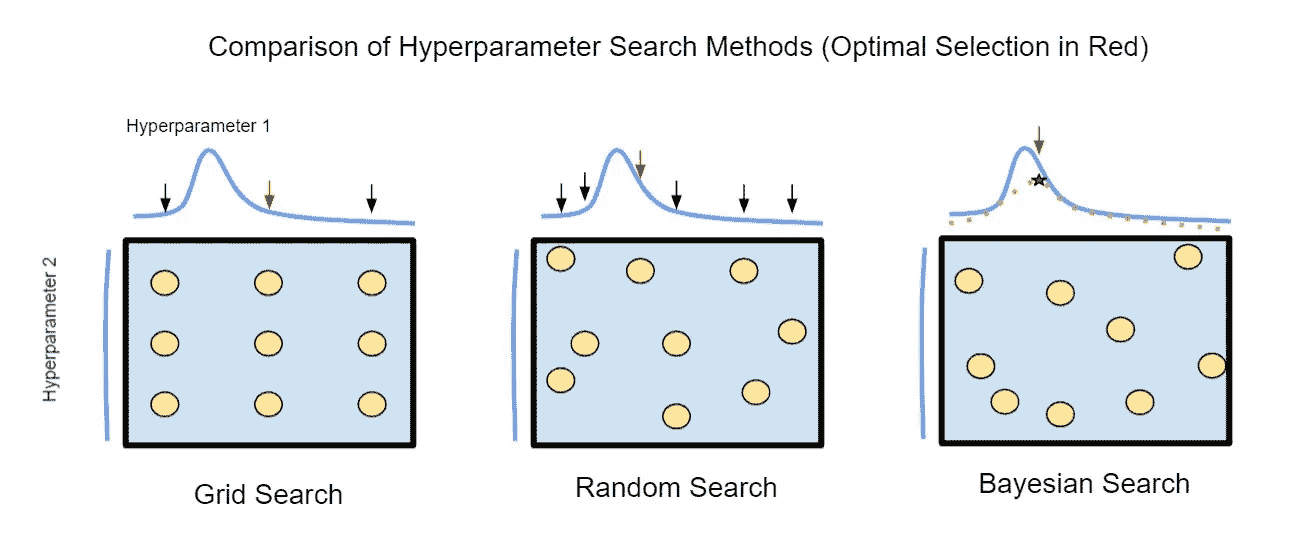 Comparison of Hyperparameter Search Methods (Optimal Selection in Red)
Hyperparameter 1
Hyperparameter 2
Grid Search
Random Search
Bayesian Search